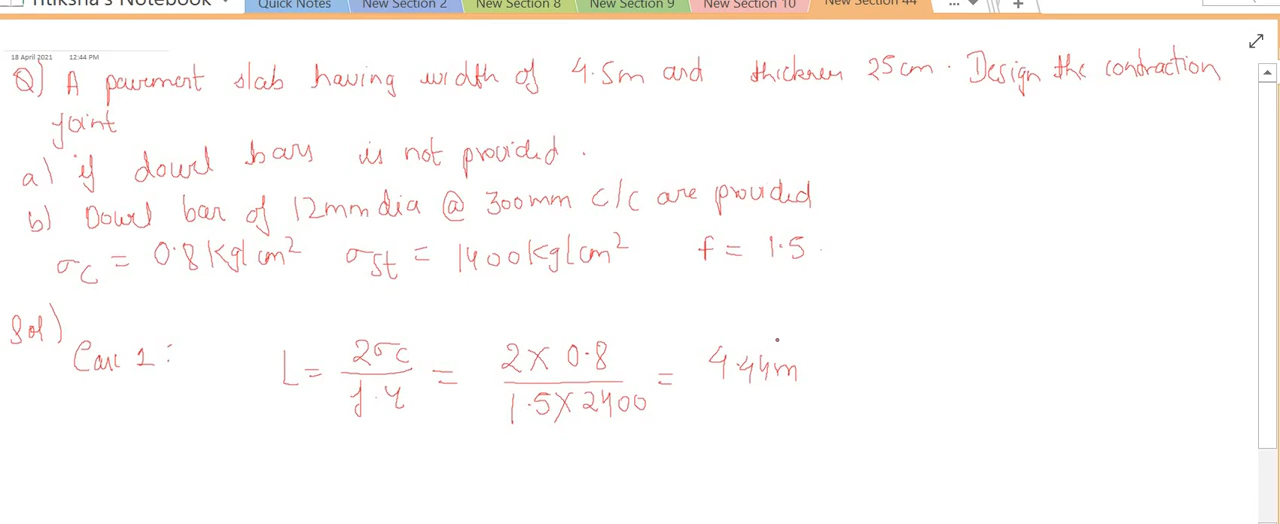 Quick Notes New Section 2 New Section 8 New Section 9 New Section 10 New Section 44
18 April 2021 12:44 PM
Q) A pavement slab having width of 4.5m and thickness 25cm. Design the contraction
joint
a) if dowel bars is not provided.
b) Dowel bar of 12mm dia @ 300mm c/c are provided
σc = 0.8 kg/cm² σst = 1400 kg/cm² f = 1.5
Sol)
Case 1: L = 2σc / f.γ = 2 X 0.8 / 1.5 X 2400 = 4.44m